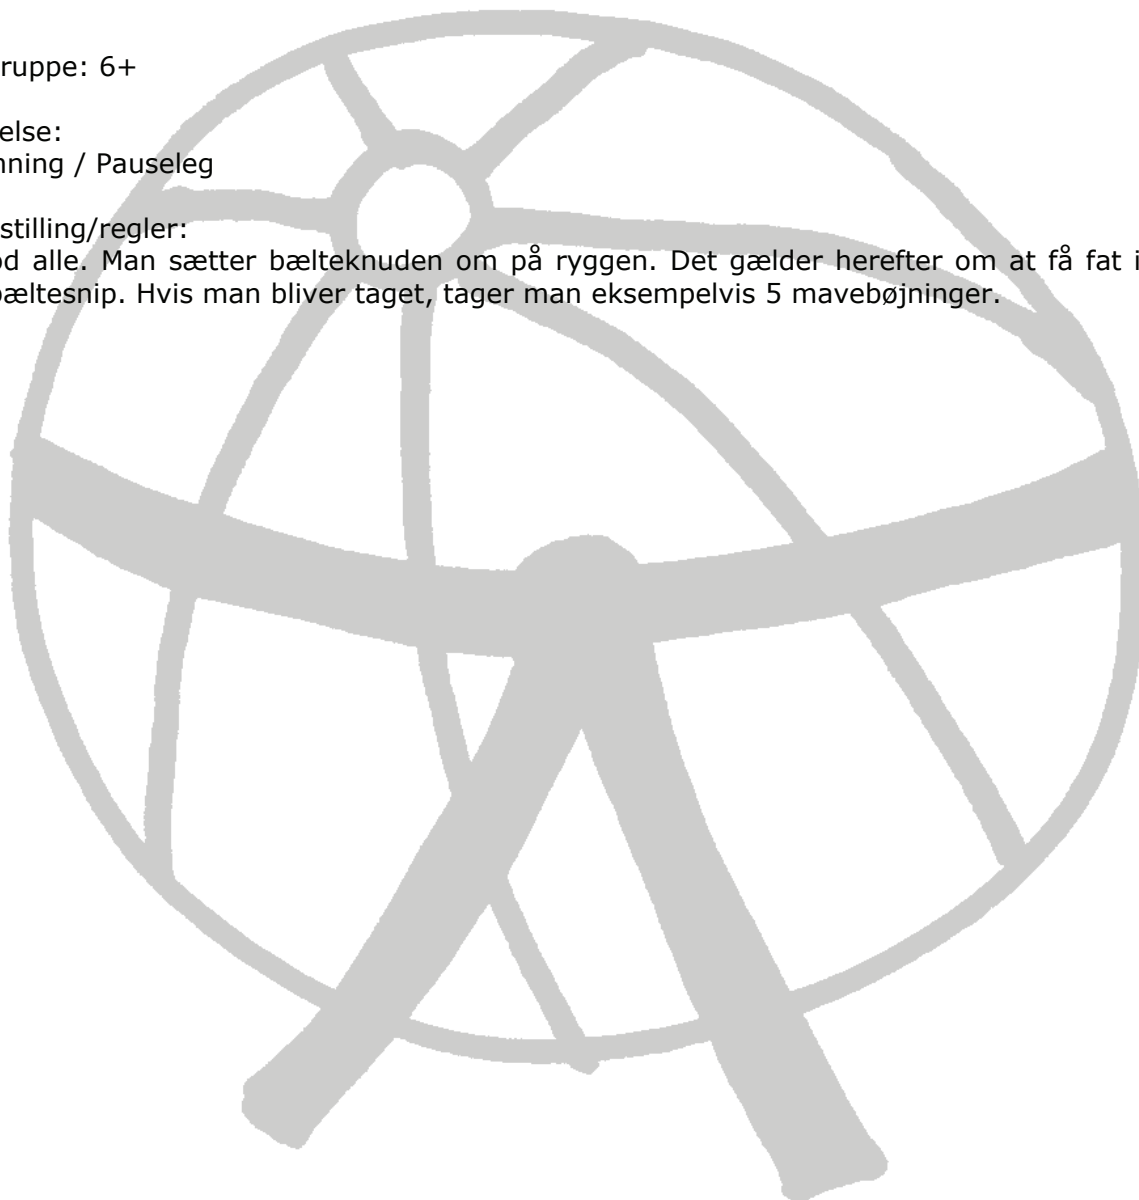 ruppe: 6+
else:
nning / Pauseleg
stilling/regler:
od alle. Man sætter bælteknuden om på ryggen. Det gælder herefter om at få fat i
bæltesnip. Hvis man bliver taget, tager man eksempelvis 5 mavebøjninger.